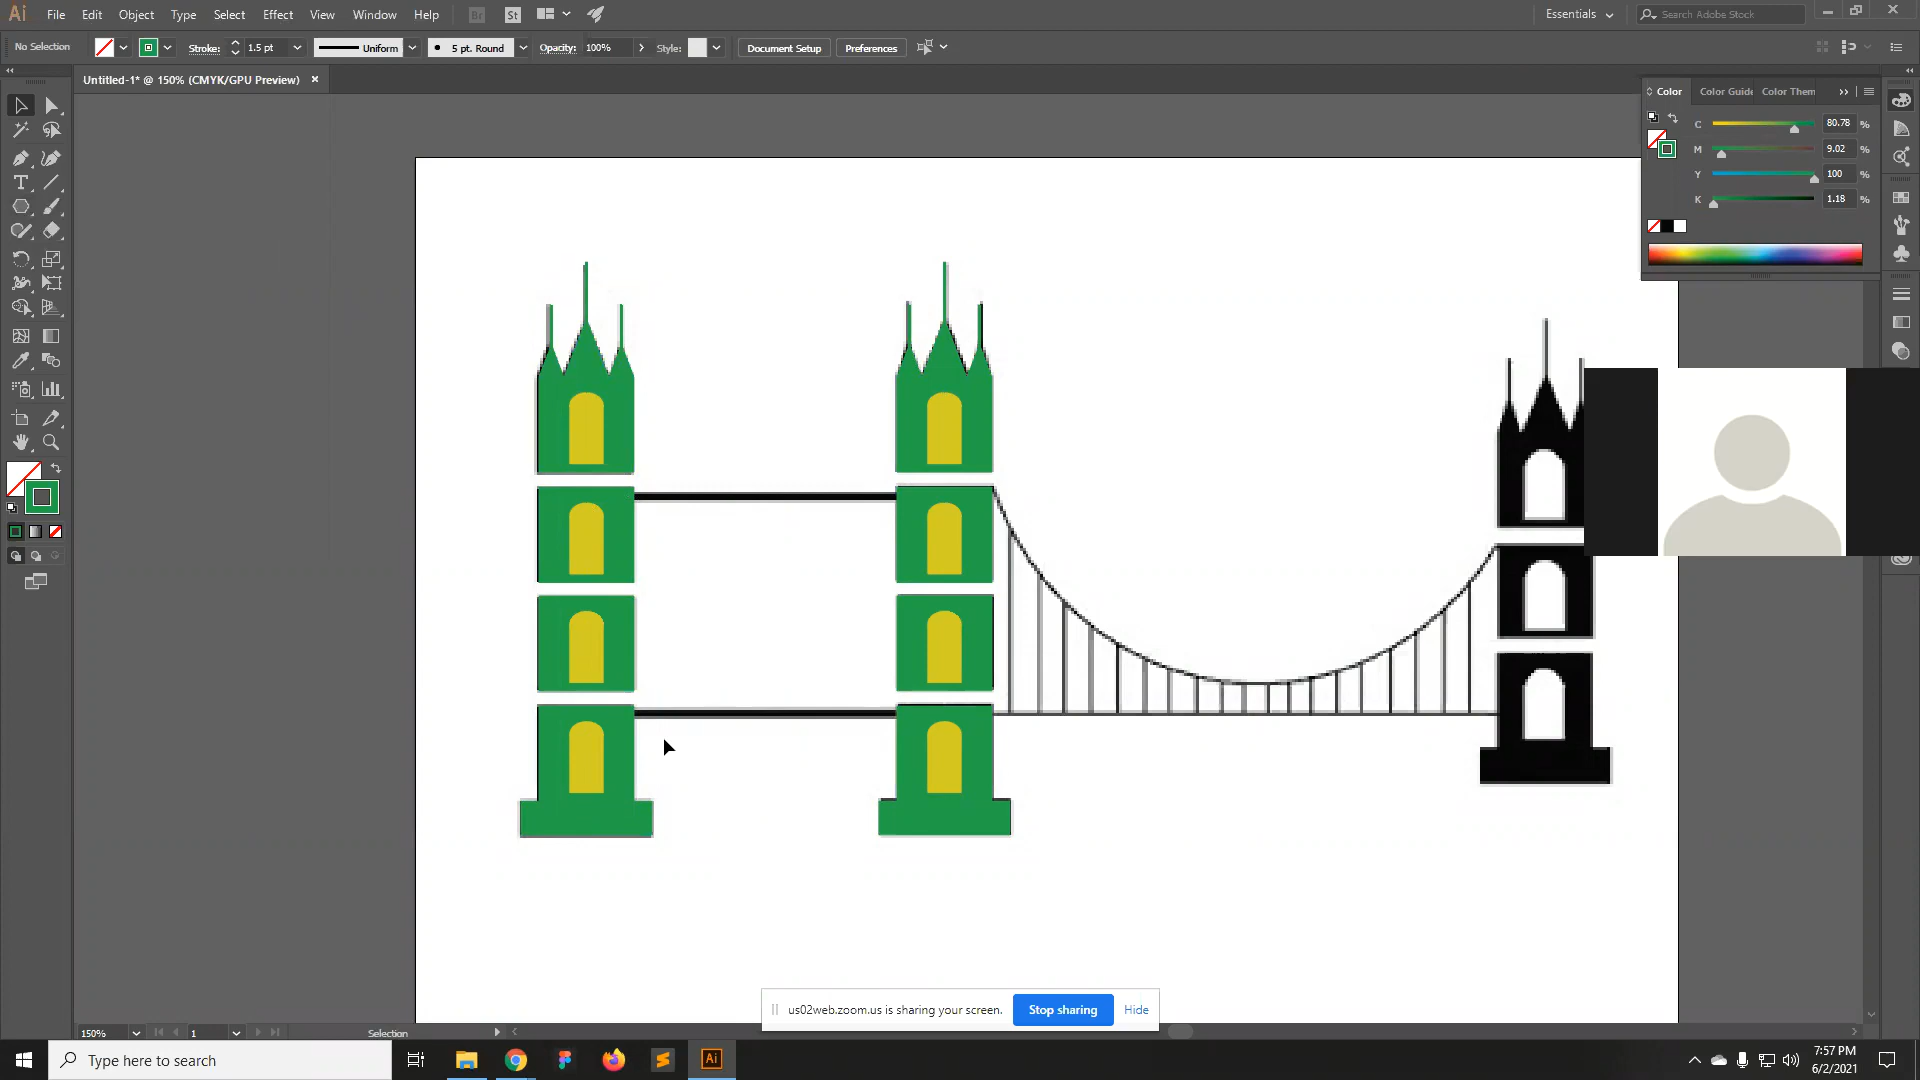 Ai File Edit Object Type Select Effect View Window Help Br St Essentials Search Adobe Stock
No Selection Stroke: 1.5 pt Uniform 5 pt. Round Opacity: 100% Style: Document Setup Preferences
Untitled-1* @ 150% (CMYK/GPU Preview)
Color Color Guide Color Them
C 80.78 %
M 9.02 %
Y 100 %
K 1.18 %
us02web.zoom.us is sharing your screen. Stop sharing Hide
150% 1 Selection
Type here to search
Ai
7:57 PM
6/2/2021